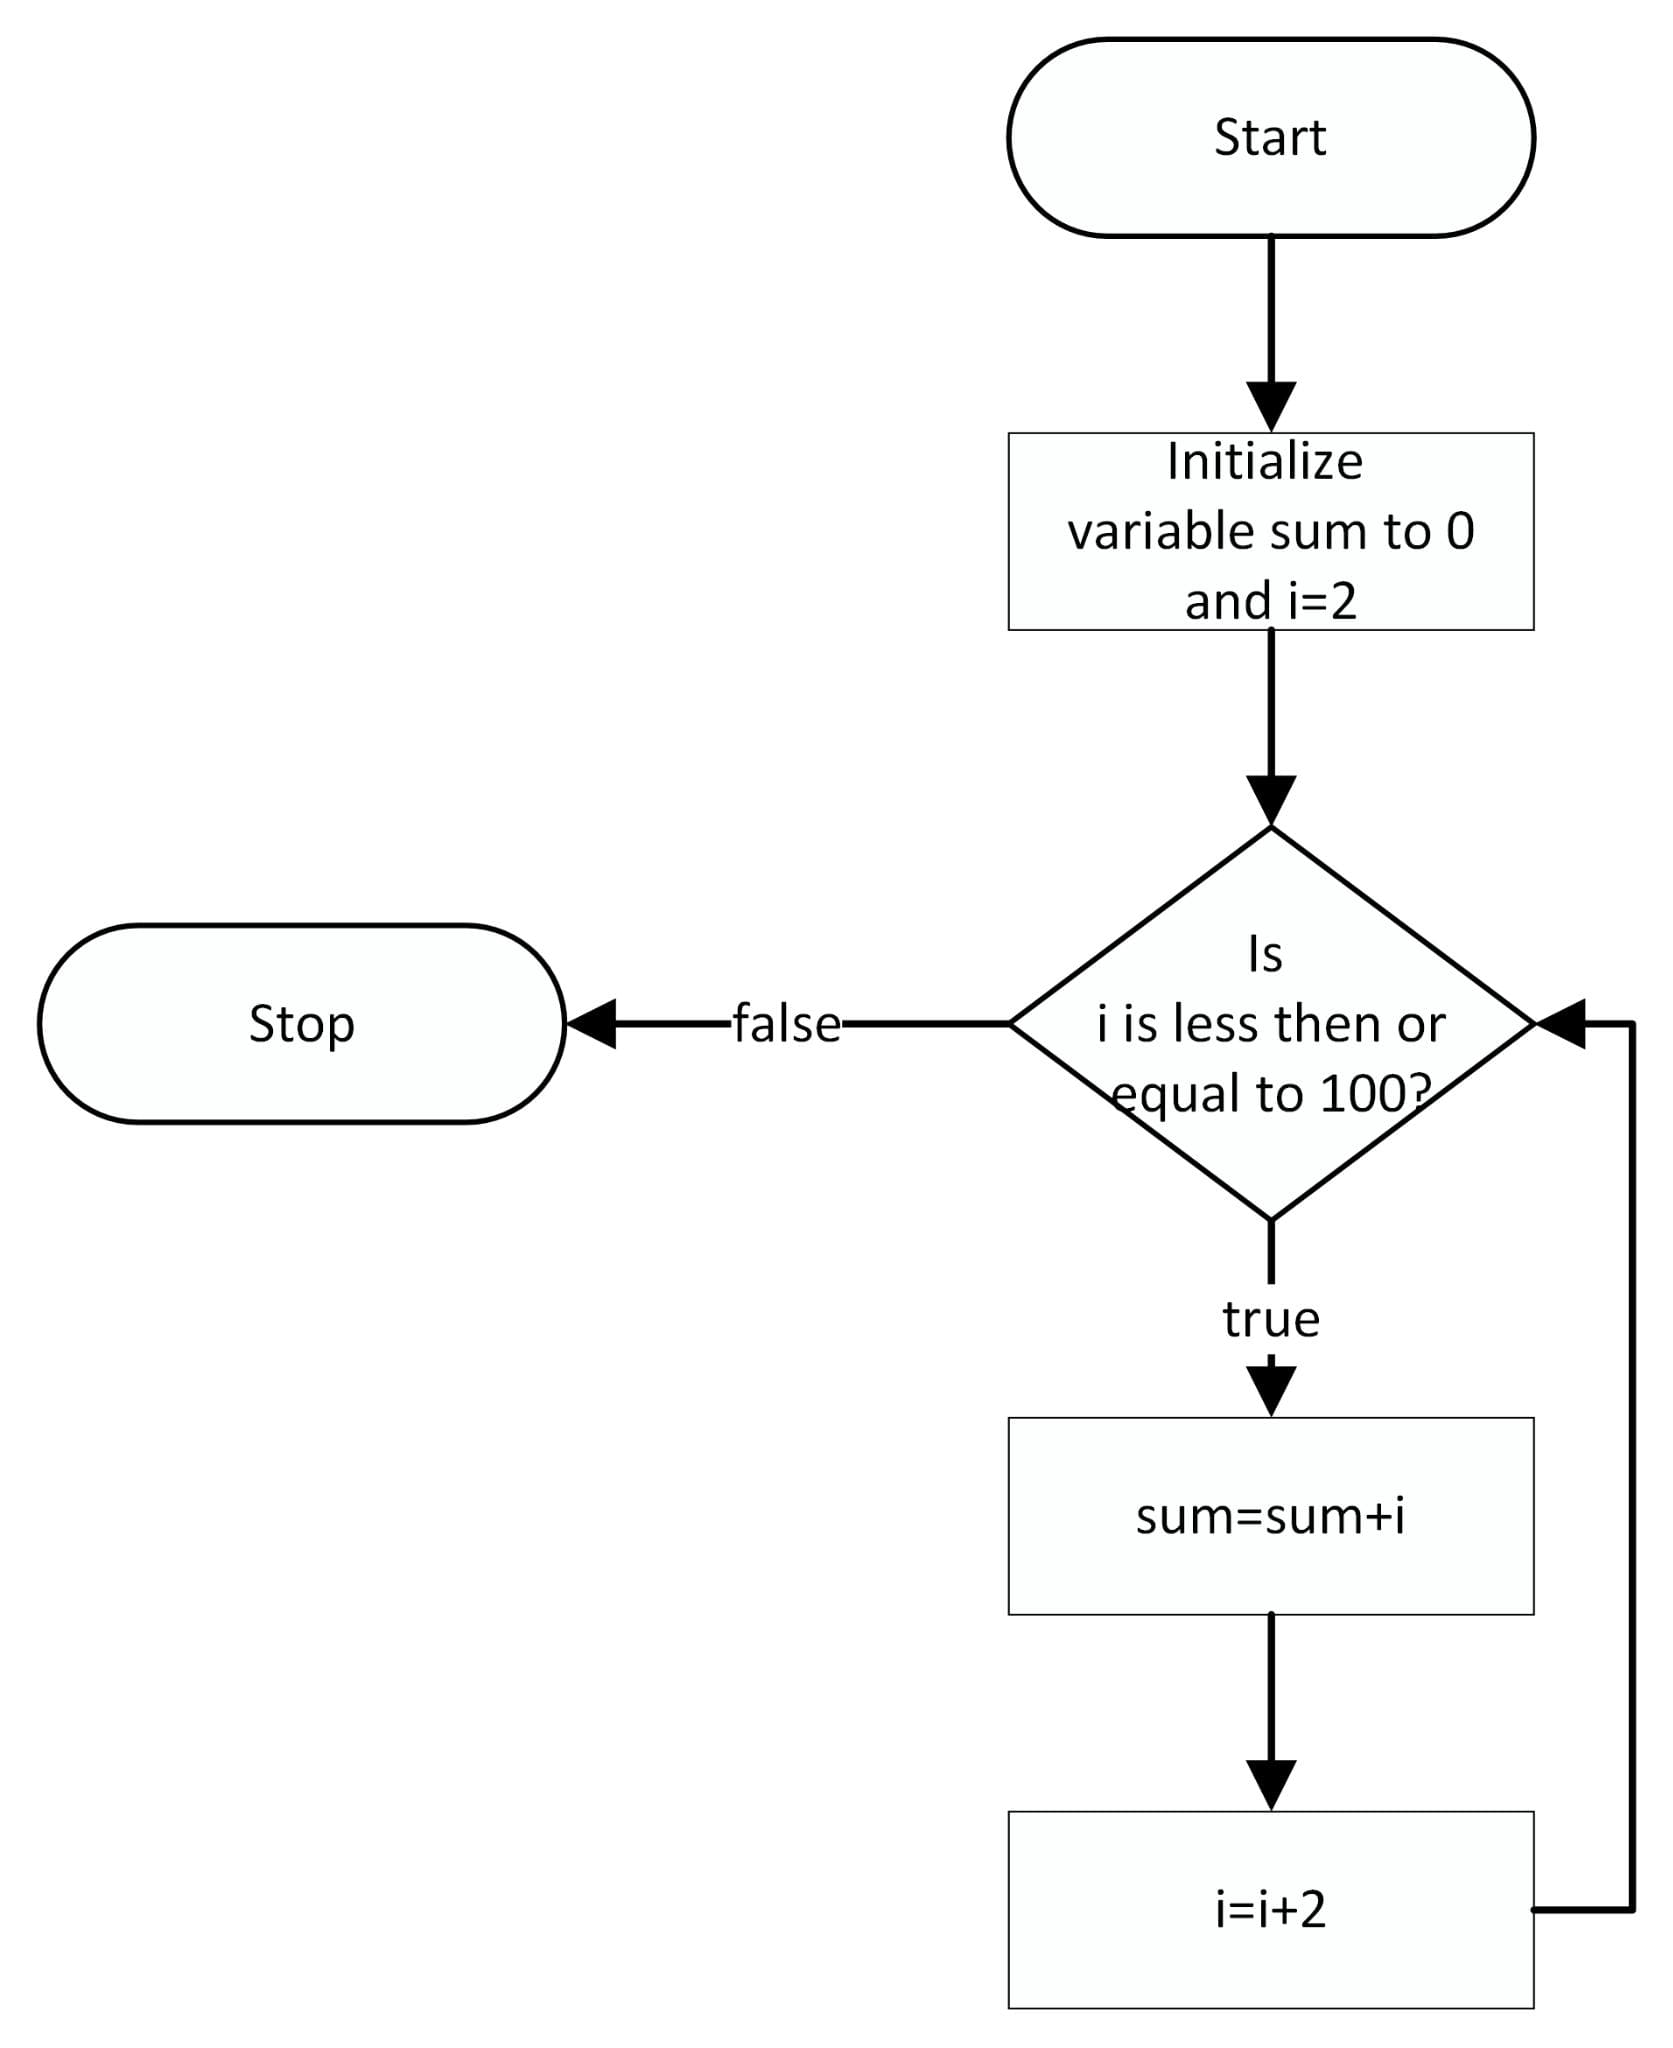 Start
Initialize
variable sum to 0
and i=2
Is
i is less then or
equal to 100?
false
Stop
true
sum=sum+i
i=i+2